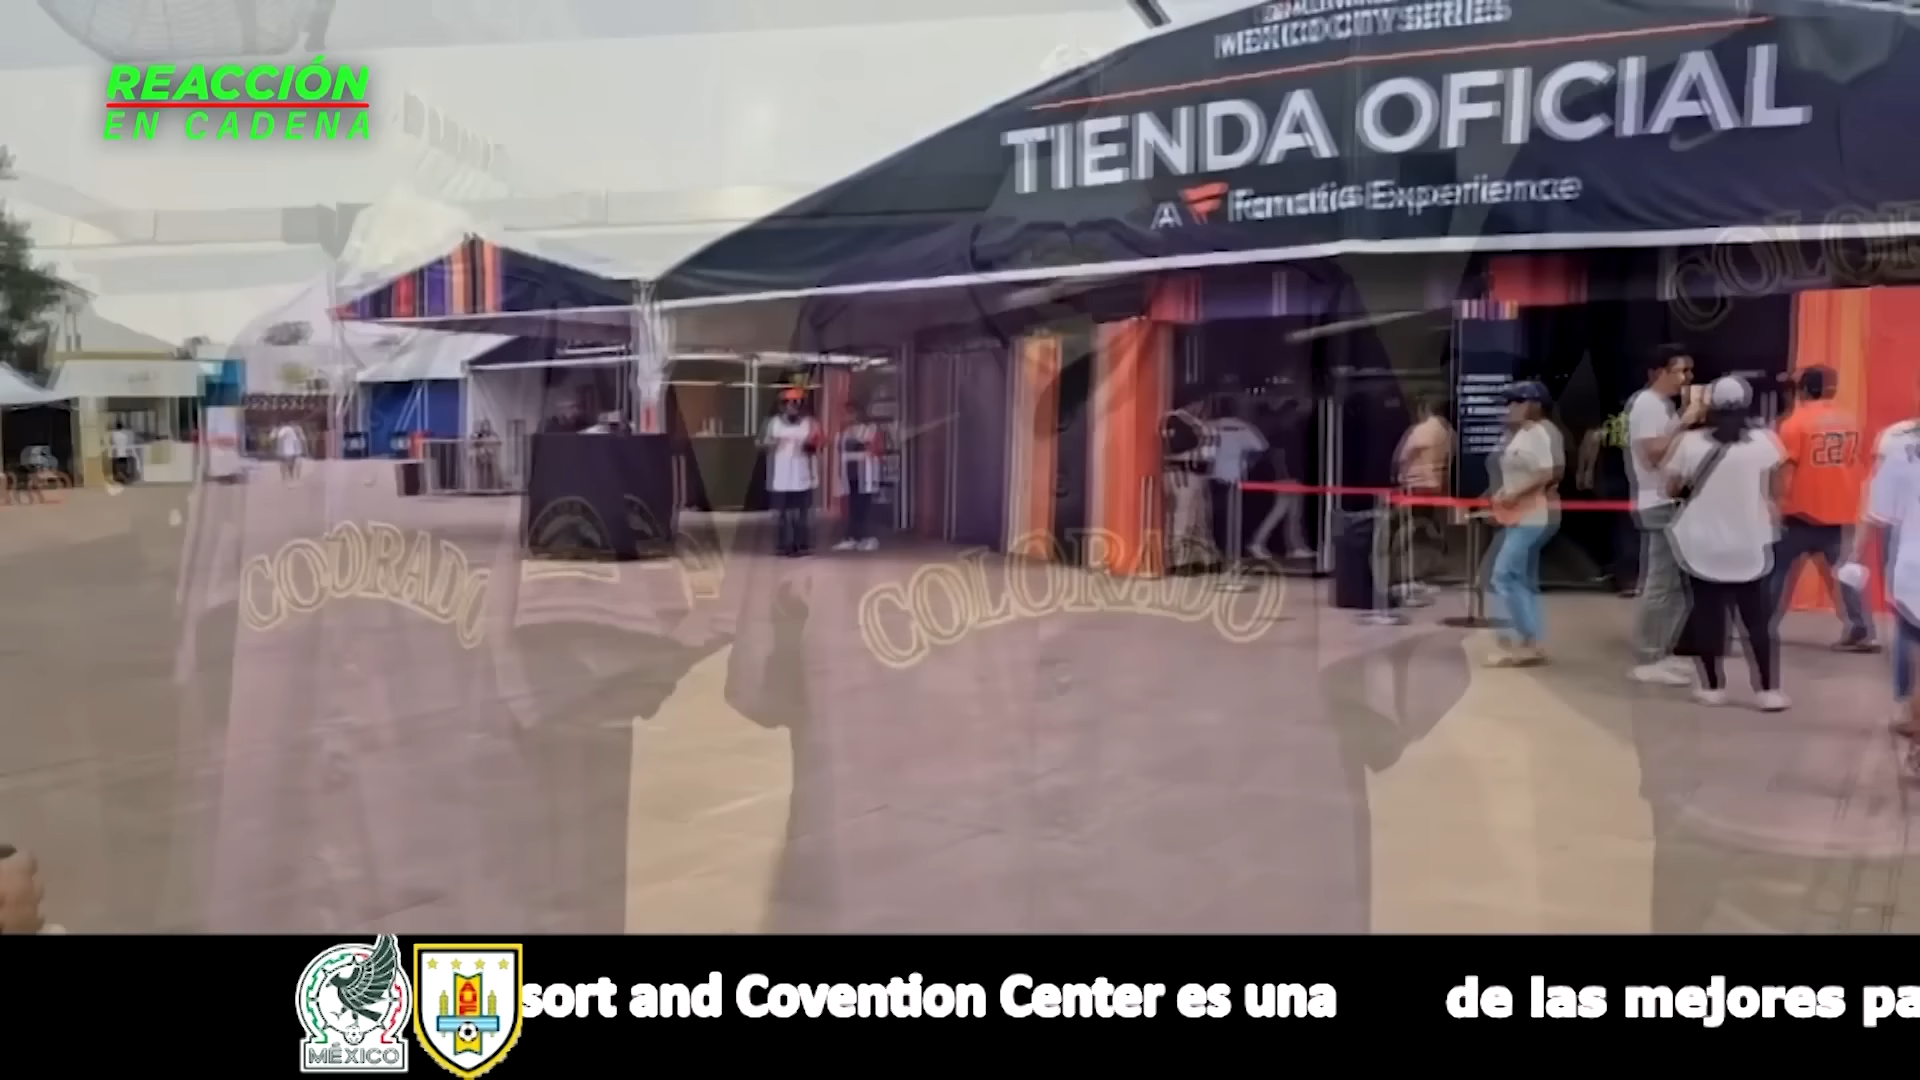 REACCIÓN
EN CADENA
MEXICO CITY SERIES
TIENDA OFICIAL
A Fanatics Experience
COLORADO
COLORADO
227
MÉXICO
AUF
sort and Covention Center es una de las mejores pa